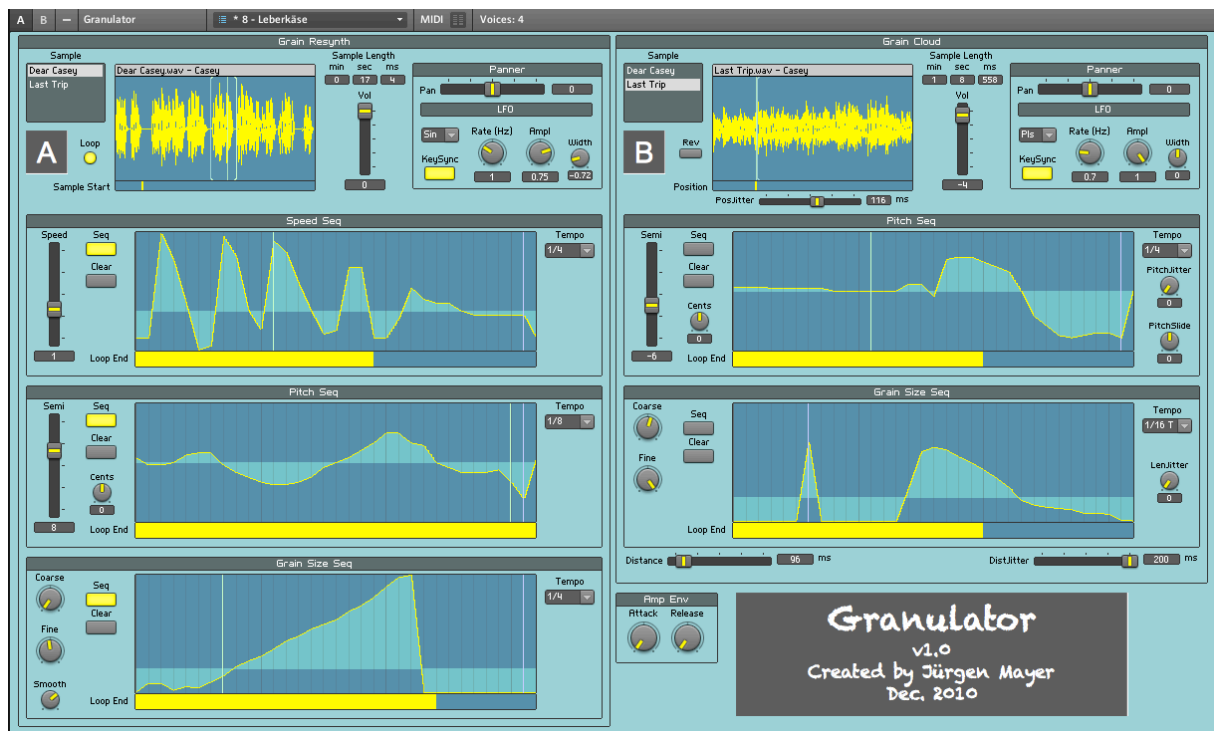 A B Granulator * 8 - Leberkäse MIDI Voices: 4
Grain Resynth
Sample
Dear Casey
Last Trip
A
Loop
Sample Start
Dear Casey.wav - Casey
Sample Length
min sec ms
0 17 4
Vol
0
Panner
Pan 0
LFO
Sin Rate (Hz) Ampl Width
KeySync
1 0.75 -0.72
Speed Seq
Speed Seq Tempo
1/4
Clear
1 Loop End
Pitch Seq
Semi Seq Tempo
1/8
Clear
Cents
0
8 Loop End
Grain Size Seq
Coarse Seq Tempo
1/4
Clear
Fine
Smooth
Loop End
Grain Cloud
Sample
Dear Casey
Last Trip
B
Rev
Position
Last Trip.wav - Casey
PosJitter 116 ms
Sample Length
min sec ms
1 8 558
Vol
-4
Panner
Pan 0
LFO
Pls Rate (Hz) Ampl Width
KeySync
0.7 1 0
Pitch Seq
Semi Seq Tempo
1/4
Clear
PitchJitter
0
Cents
0
PitchSlide
0
-6 Loop End
Grain Size Seq
Coarse Seq Tempo
1/16 T
Clear
Fine
LenJitter
0
Loop End
Distance 96 ms DistJitter 200 ms
Amp Env
Attack Release
Granulator
v1.0
Created by Jürgen Mayer
Dec. 2010